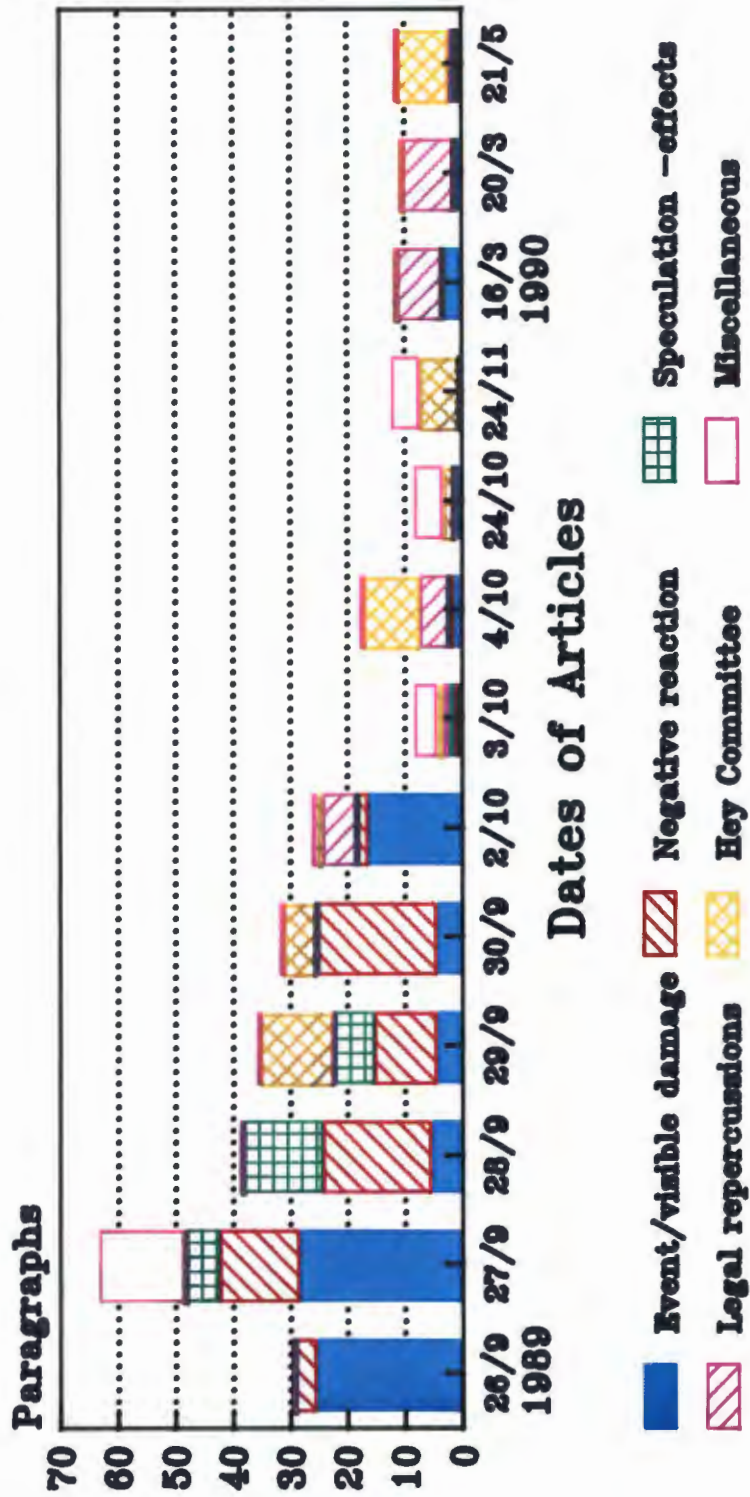 Paragraphs
70
60
50
40
30
20
10
0
26/9 27/9 28/9 29/9 30/9 2/10 3/10 4/10 24/10 24/11 16/3 20/3 21/5
1989 1990
Dates of Articles
Event/visible damage Negative reaction Speculation -effects
Legal repercussions Hey Committee Miscellaneous